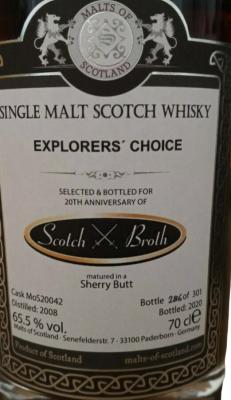 MALTS OF
S
SCOTLAND
SINGLE MALT SCOTCH WHISKY
EXPLORERS´ CHOICE
SELECTED & BOTTLED FOR
20TH ANNIVERSARY OF
Scotch Broth
matured in a
Sherry Butt
Cask MoS20042
Bottle 286 of 301
Distilled: 2008
Bottled: 2020
65.5 % vol.
70 cl e
Malts of Scotland · Senefelderstr. 7 · 33100 Paderborn · Germany
Product of Scotland
malts-of-scotland.com